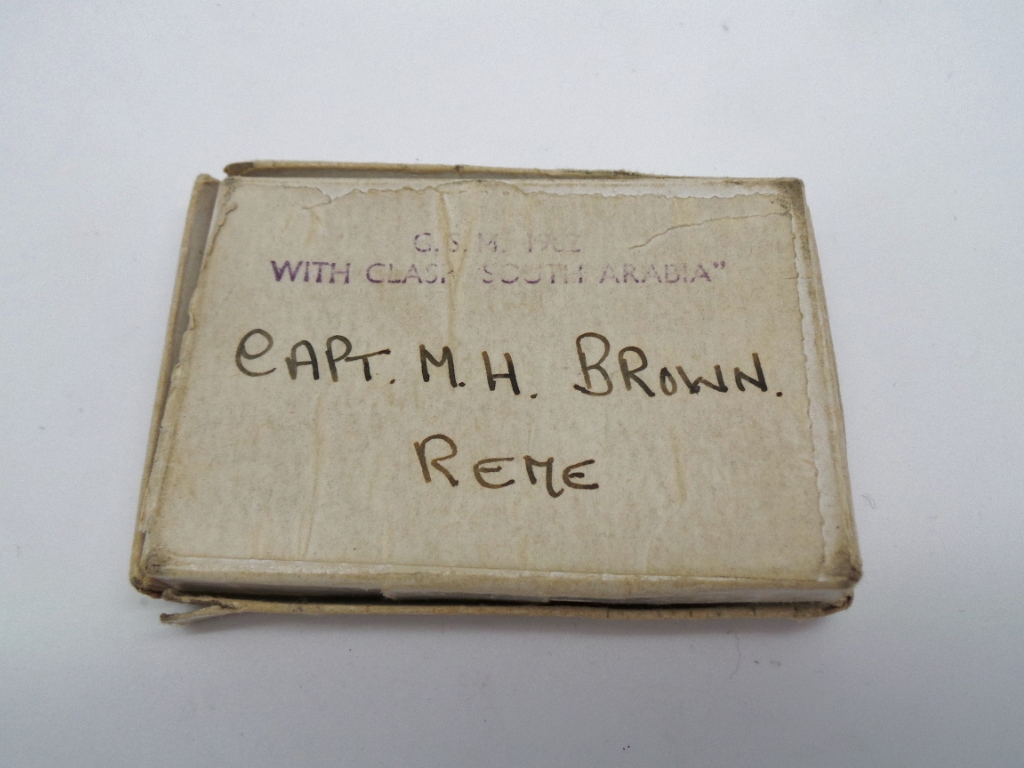 G. S. M. 1962
WITH CLASP "SOUTH ARABIA"
CAPT. M. H. BROWN.
REME